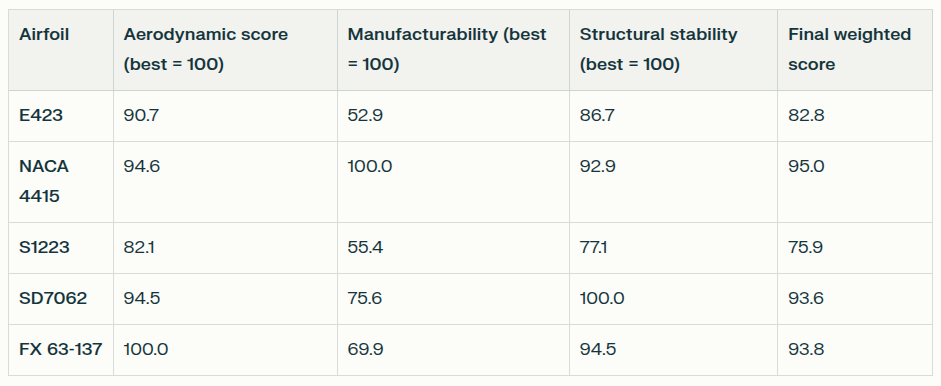 Airfoil
Aerodynamic score
(best = 100)
Manufacturability (best
= 100)
Structural stability
(best = 100)
Final weighted
score
E423
90.7
52.9
86.7
82.8
NACA
4415
94.6
100.0
92.9
95.0
S1223
82.1
55.4
77.1
75.9
SD7062
94.5
75.6
100.0
93.6
FX 63-137
100.0
69.9
94.5
93.8